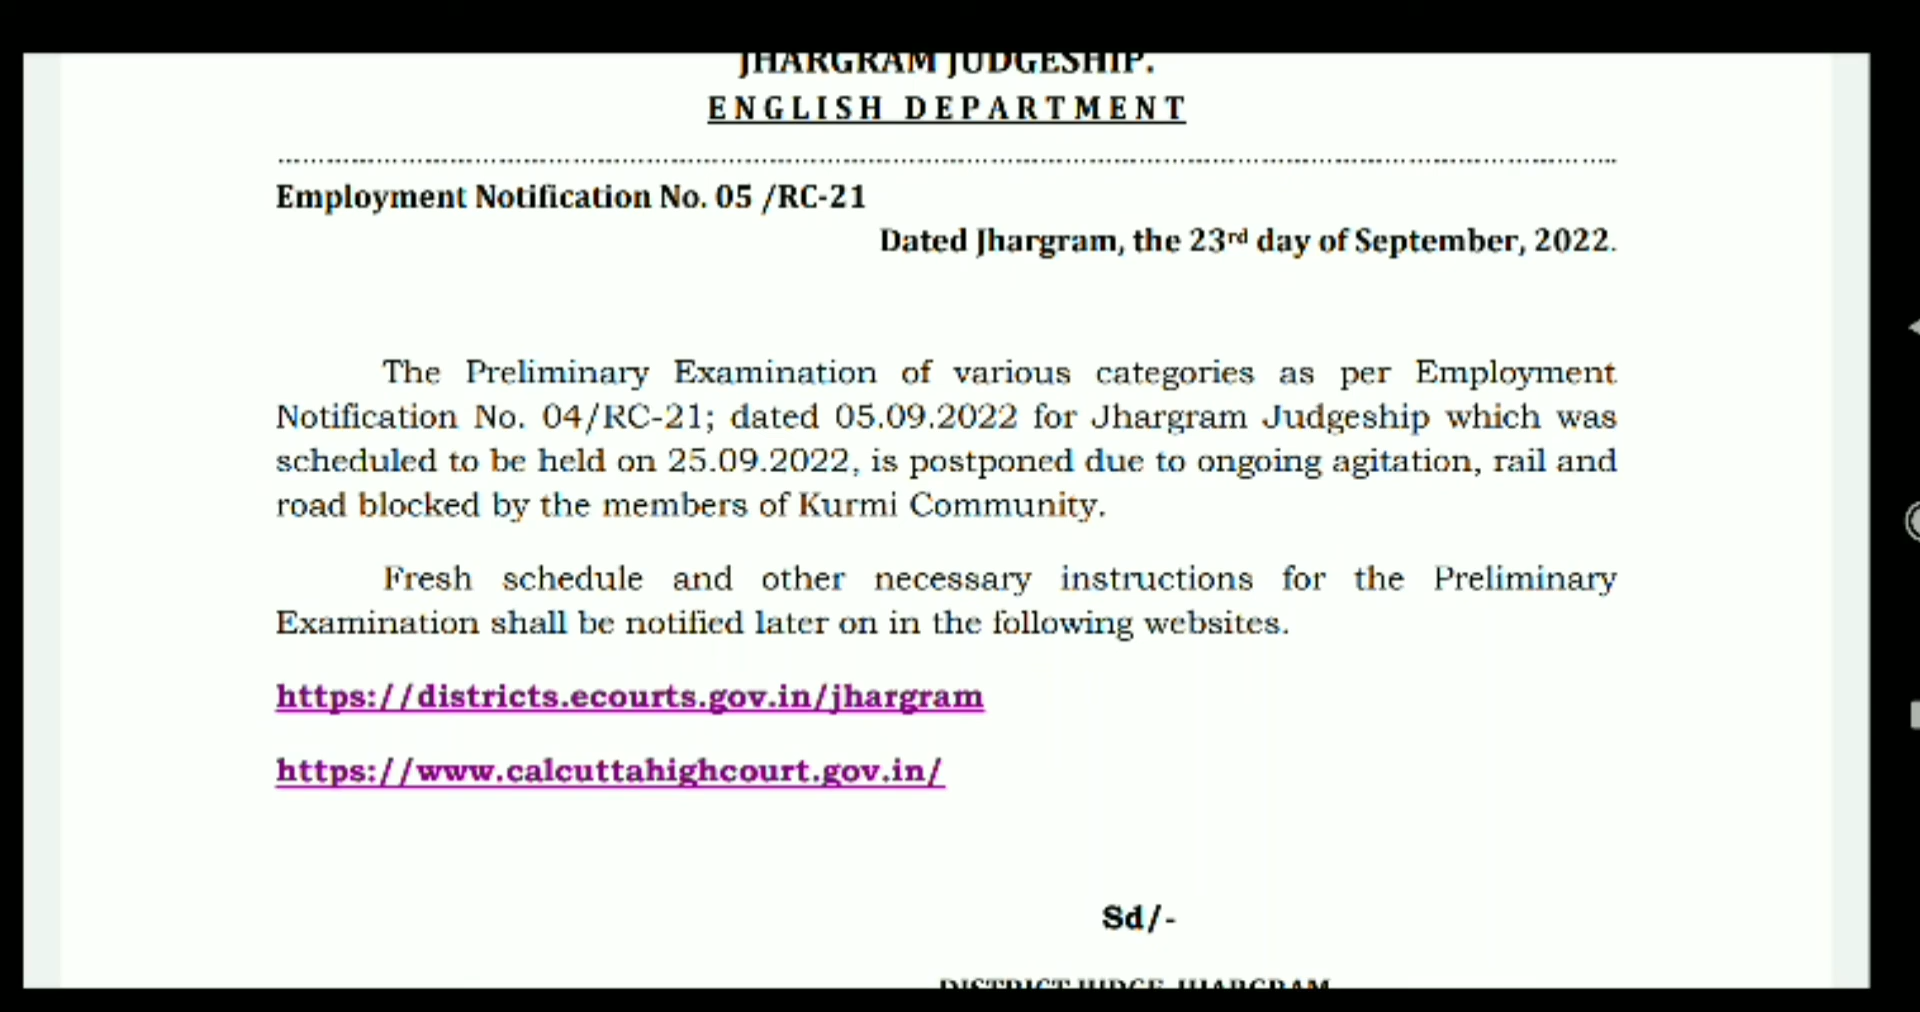 JHARGRAM JUDGESHIP.
ENGLISH DEPARTMENT
Employment Notification No. 05 /RC-21
Dated Jhargram, the 23rd day of September, 2022.
The Preliminary Examination of various categories as per Employment
Notification No. 04/RC-21; dated 05.09.2022 for Jhargram Judgeship which was
scheduled to be held on 25.09.2022, is postponed due to ongoing agitation, rail and
road blocked by the members of Kurmi Community.
Fresh schedule and other necessary instructions for the Preliminary
Examination shall be notified later on in the following websites.
https://districts.ecourts.gov.in/jhargram
https://www.calcuttahighcourt.gov.in/
Sd/-
DISTRICT JUDGE, JHARGRAM